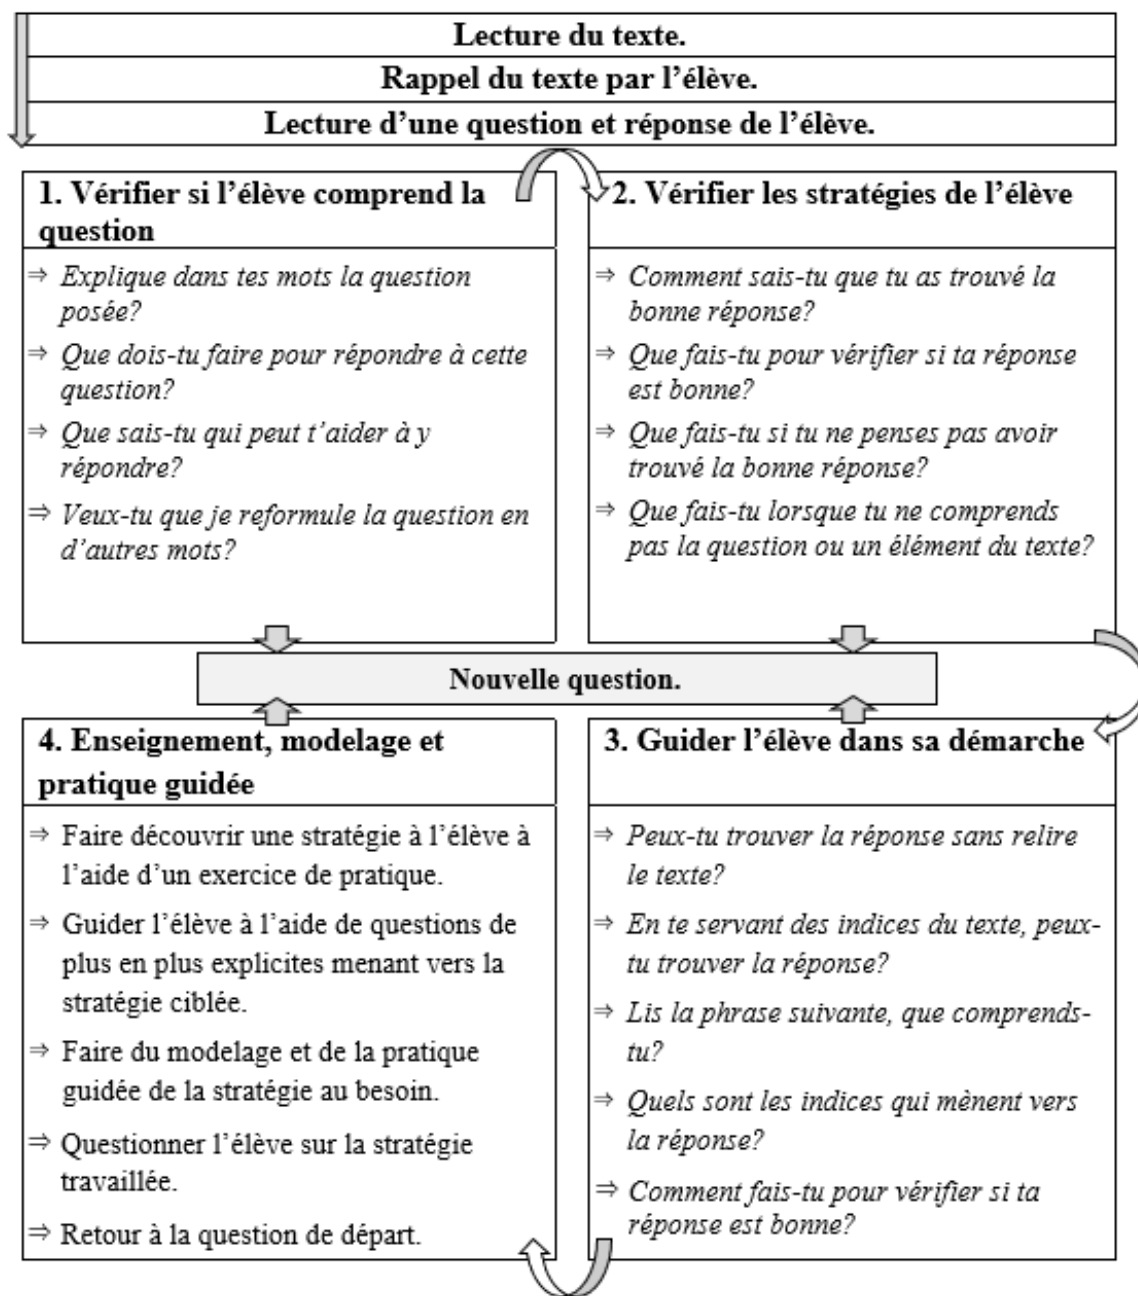 Lecture du texte.
Rappel du texte par l’élève.
Lecture d’une question et réponse de l’élève.
1. Vérifier si l’élève comprend la
question
⇒ Explique dans tes mots la question
posée?
⇒ Que dois-tu faire pour répondre à cette
question?
⇒ Que sais-tu qui peut t’aider à y
répondre?
⇒ Veux-tu que je reformule la question en
d’autres mots?
2. Vérifier les stratégies de l’élève
⇒ Comment sais-tu que tu as trouvé la
bonne réponse?
⇒ Que fais-tu pour vérifier si ta réponse
est bonne?
⇒ Que fais-tu si tu ne penses pas avoir
trouvé la bonne réponse?
⇒ Que fais-tu lorsque tu ne comprends
pas la question ou un élément du texte?
Nouvelle question.
3. Guider l’élève dans sa démarche
⇒ Peux-tu trouver la réponse sans relire
le texte?
⇒ En te servant des indices du texte, peux-
tu trouver la réponse?
⇒ Lis la phrase suivante, que comprends-
tu?
⇒ Quels sont les indices qui mènent vers
la réponse?
⇒ Comment fais-tu pour vérifier si ta
réponse est bonne?
4. Enseignement, modelage et
pratique guidée
⇒ Faire découvrir une stratégie à l’élève à
l’aide d’un exercice de pratique.
⇒ Guider l’élève à l’aide de questions de
plus en plus explicites menant vers la
stratégie ciblée.
⇒ Faire du modelage et de la pratique
guidée de la stratégie au besoin.
⇒ Questionner l’élève sur la stratégie
travaillée.
⇒ Retour à la question de départ.